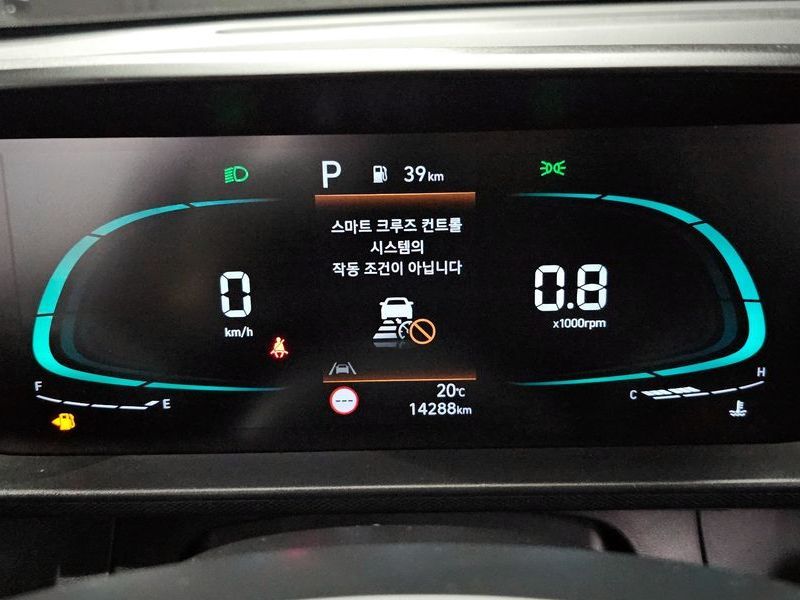 P 39km
스마트 크루즈 컨트롤
시스템의
작동 조건이 아닙니다
0
km/h
0.8
x1000rpm
F
E
C
H
---
20℃
14288km